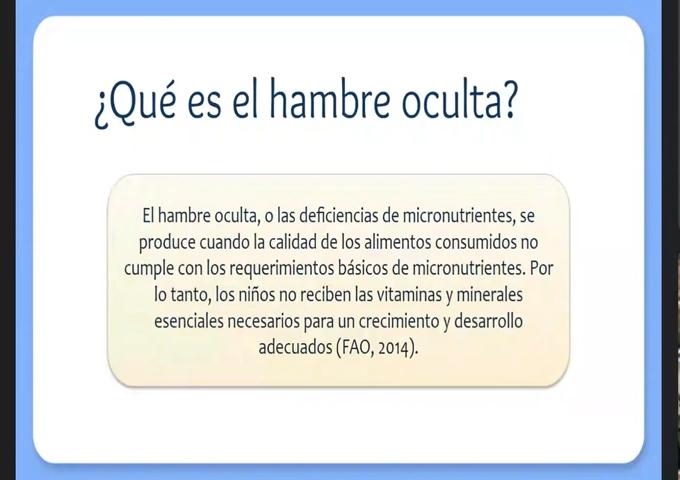 ¿Qué es el hambre oculta?
El hambre oculta, o las deficiencias de micronutrientes, se
produce cuando la calidad de los alimentos consumidos no
cumple con los requerimientos básicos de micronutrientes. Por
lo tanto, los niños no reciben las vitaminas y minerales
esenciales necesarios para un crecimiento y desarrollo
adecuados (FAO, 2014).